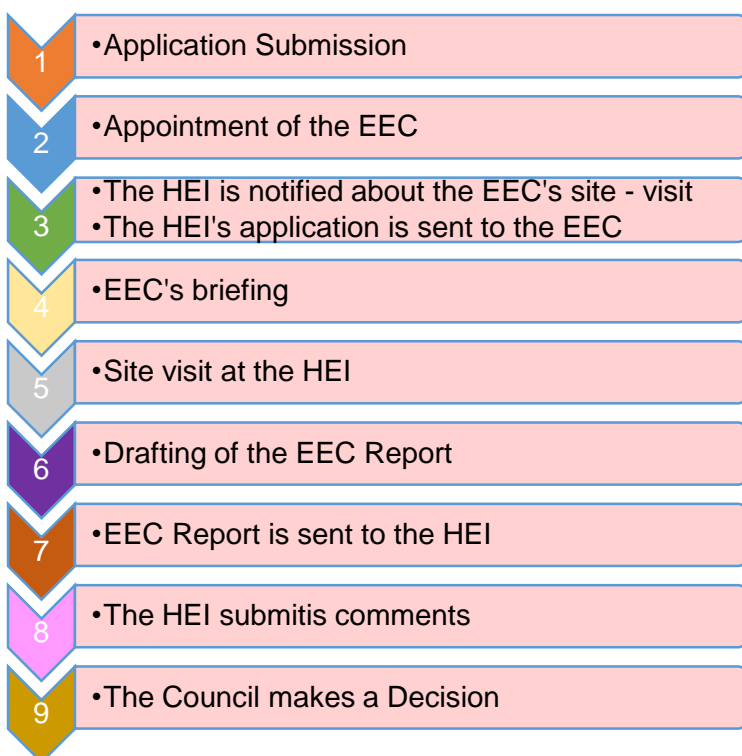 1
•Application Submission
2
•Appointment of the EEC
3
•The HEI is notified about the EEC's site - visit
•The HEI's application is sent to the EEC
4
•EEC's briefing
5
•Site visit at the HEI
6
•Drafting of the EEC Report
7
•EEC Report is sent to the HEI
8
•The HEI submitis comments
9
•The Council makes a Decision